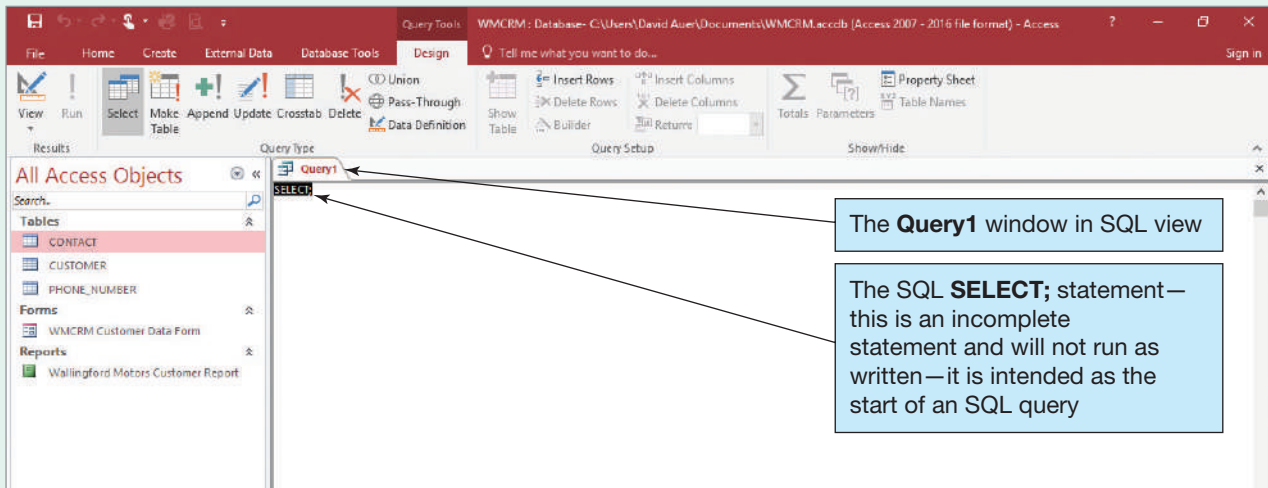 Query Tools
WMCRM : Database- C:\Users\David Auer\Documents\WMCRM.accdb (Access 2007 - 2016 file format) - Access
?
File Home Create External Data Database Tools Design Tell me what you want to do... Sign in
View
Run
Select
Make Table
Append
Update
Crosstab
Delete
Union
Pass-Through
Data Definition
Show Table
Insert Rows
Delete Rows
Builder
Insert Columns
Delete Columns
Return:
Totals
Parameters
Property Sheet
Table Names
Results Query Type Query Setup Show/Hide
All Access Objects
Search..
Tables
CONTACT
CUSTOMER
PHONE_NUMBER
Forms
WMCRM Customer Data Form
Reports
Wallingford Motors Customer Report
Query1
SELECT;
The Query1 window in SQL view
The SQL SELECT; statement—
this is an incomplete
statement and will not run as
written—it is intended as the
start of an SQL query